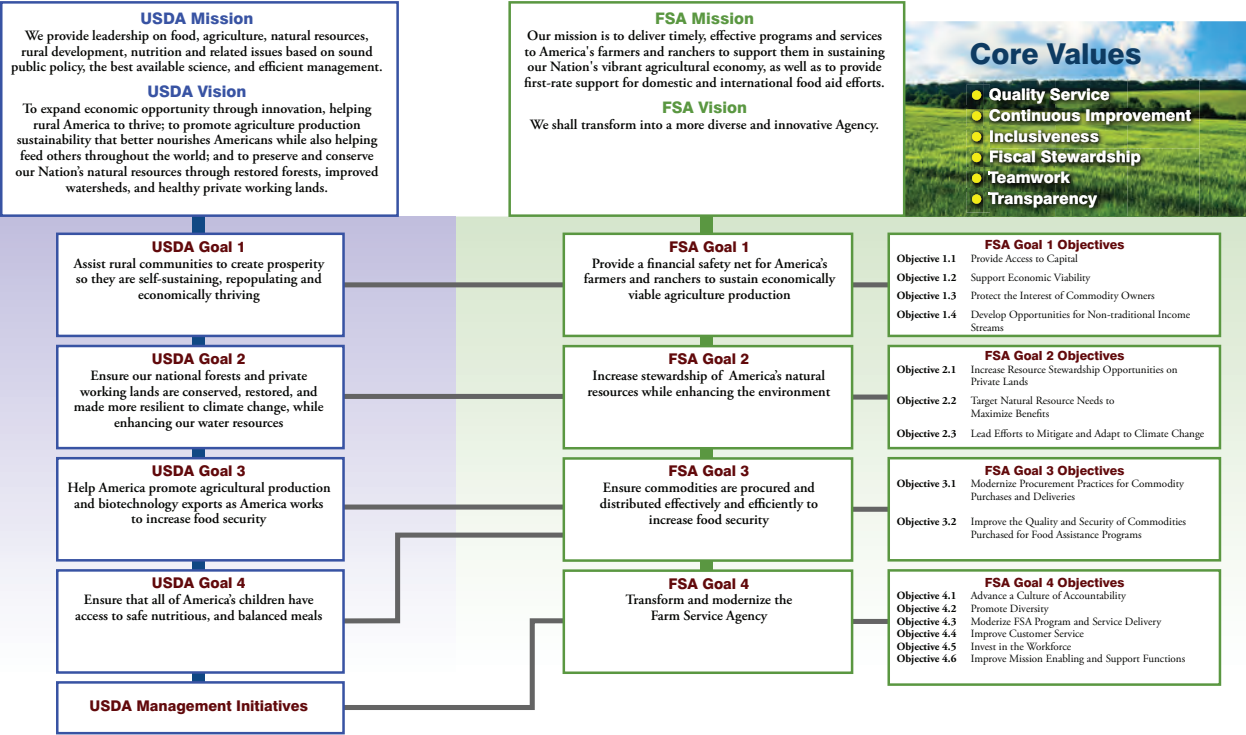 USDA Mission
We provide leadership on food, agriculture, natural resources,
rural development, nutrition and related issues based on sound
public policy, the best available science, and efficient management.
USDA Vision
To expand economic opportunity through innovation, helping
rural America to thrive; to promote agriculture production
sustainability that better nourishes Americans while also helping
feed others throughout the world; and to preserve and conserve
our Nation's natural resources through restored forests, improved
watersheds, and healthy private working lands.
FSA Mission
Our mission is to deliver timely, effective programs and services
to America's farmers and ranchers to support them in sustaining
our Nation's vibrant agricultural economy, as well as to provide
first-rate support for domestic and international food aid efforts.
FSA Vision
We shall transform into a more diverse and innovative Agency.
Core Values
Quality Service
Continuous Improvement
Inclusiveness
Fiscal Stewardship
Teamwork
Transparency
USDA Goal 1
Assist rural communities to create prosperity
so they are self-sustaining, repopulating and
economically thriving
FSA Goal 1
Provide a financial safety net for America's
farmers and ranchers to sustain economically
viable agriculture production
FSA Goal 1 Objectives
Objective 1.1 Provide Access to Capital
Objective 1.2 Support Economic Viability
Objective 1.3 Protect the Interest of Commodity Owners
Objective 1.4 Develop Opportunities for Non-traditional Income
Streams
USDA Goal 2
Ensure our national forests and private
working lands are conserved, restored, and
made more resilient to climate change, while
enhancing our water resources
FSA Goal 2
Increase stewardship of America's natural
resources while enhancing the environment
FSA Goal 2 Objectives
Objective 2.1 Increase Resource Stewardship Opportunities on
Private Lands
Objective 2.2 Target Natural Resource Needs to
Maximize Benefits
Objective 2.3 Lead Efforts to Mitigate and Adapt to Climate Change
USDA Goal 3
Help America promote agricultural production
and biotechnology exports as America works
to increase food security
FSA Goal 3
Ensure commodities are procured and
distributed effectively and efficiently to
increase food security
FSA Goal 3 Objectives
Objective 3.1 Modernize Procurement Practices for Commodity
Purchases and Deliveries
Objective 3.2 Improve the Quality and Security of Commodities
Purchased for Food Assistance Programs
USDA Goal 4
Ensure that all of America's children have
access to safe nutritious, and balanced meals
FSA Goal 4
Transform and modernize the
Farm Service Agency
FSA Goal 4 Objectives
Objective 4.1 Advance a Culture of Accountability
Objective 4.2 Promote Diversity
Objective 4.3 Moderize FSA Program and Service Delivery
Objective 4.4 Improve Customer Service
Objective 4.5 Invest in the Workforce
Objective 4.6 Improve Mission Enabling and Support Functions
USDA Management Initiatives